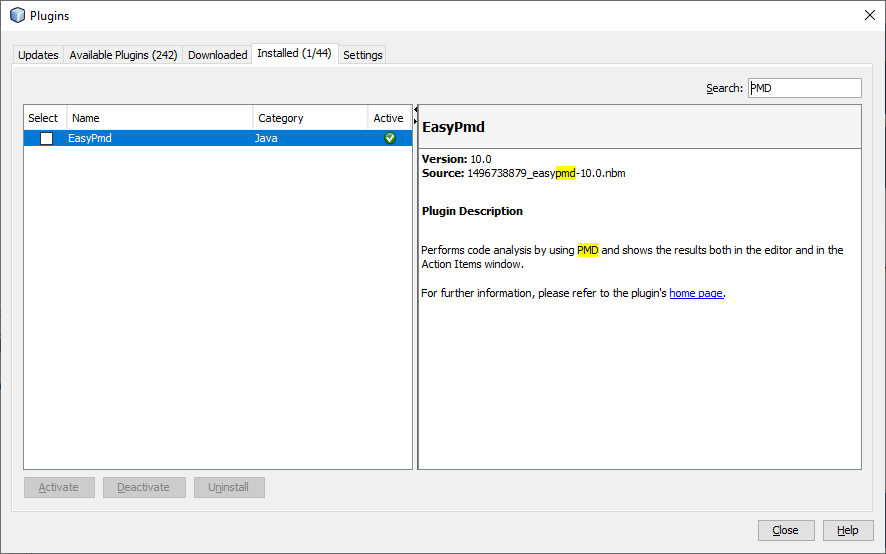 Plugins
Updates
Available Plugins (242)
Downloaded
Installed (1/44)
Settings
Search: PMD
Select Name Category Active
EasyPmd Java
EasyPmd
Version: 10.0
Source: 1496738879_easypmd-10.0.nbm
Plugin Description
Performs code analysis by using PMD and shows the results both in the editor and in the
Action Items window.
For further information, please refer to the plugin's home page.
Activate
Deactivate
Uninstall
Close
Help